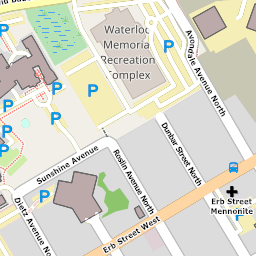 Waterloo
Memorial
Recreation
Complex
P
P
P
P
P
P
P
P
Avondale Avenue North
Dunbar Street North
Roslin Avenue North
Sunshine Avenue
Dietz Avenue North
Erb Street West
Erb Street
Mennonite